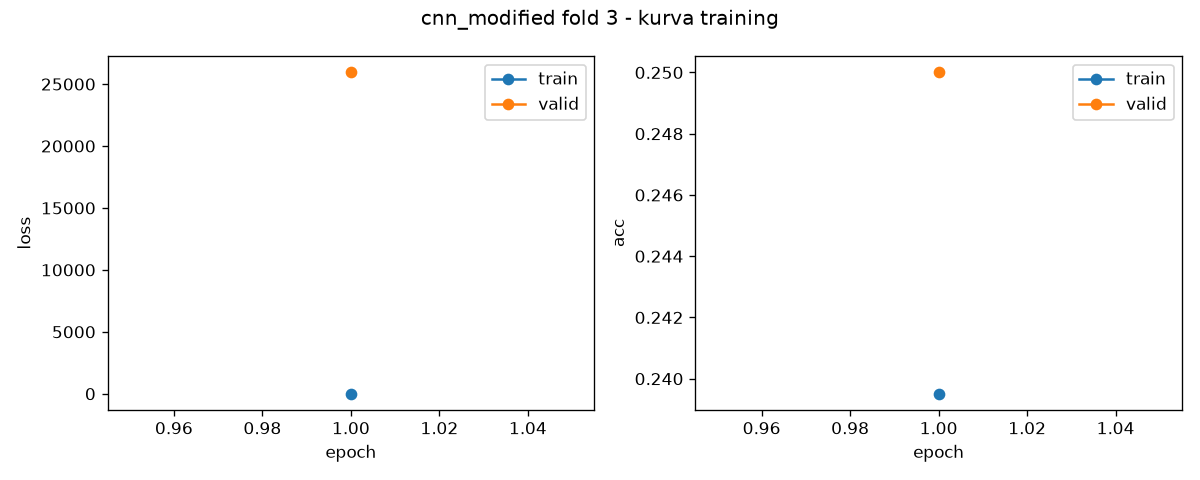 cnn_modified fold 3 - kurva training
25000
20000
15000
10000
5000
0
loss
0.96 0.98 1.00 1.02 1.04
epoch
train
valid
0.250
0.248
0.246
0.244
0.242
0.240
acc
0.96 0.98 1.00 1.02 1.04
epoch
train
valid